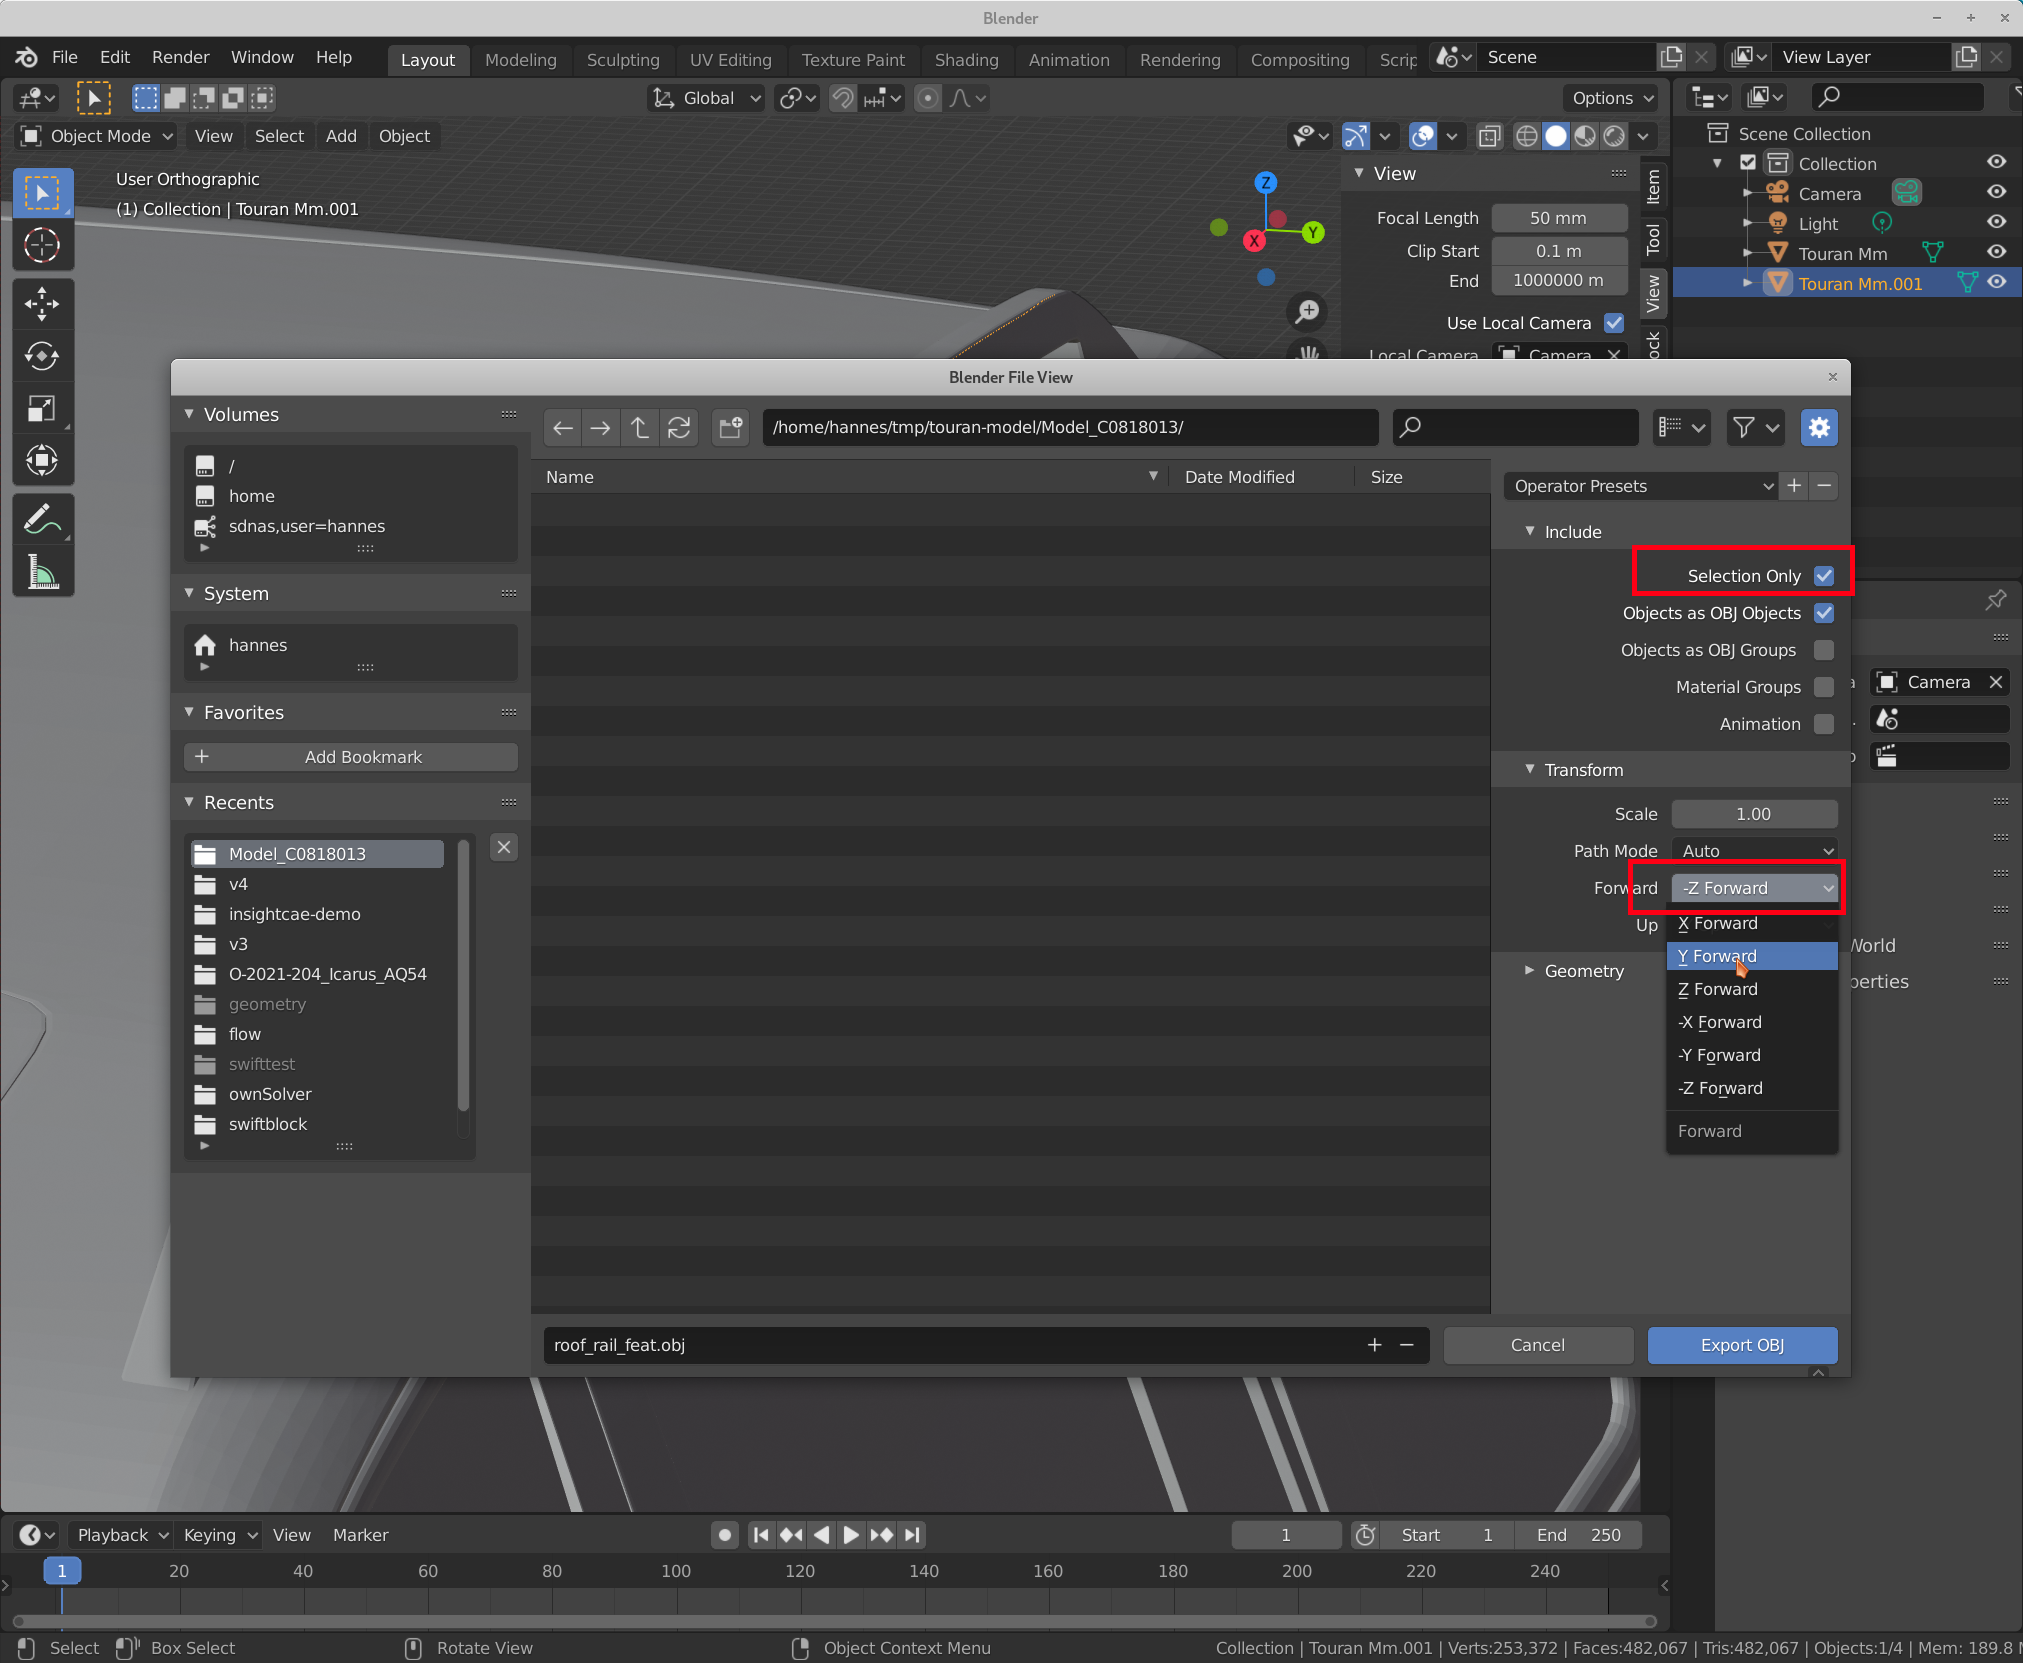 Blender
File Edit Render Window Help Layout Modeling Sculpting UV Editing Texture Paint Shading Animation Rendering Compositing Scrip Scene View Layer
Global Options
Object Mode View Select Add Object
Scene Collection
Collection
Camera
Light
Touran Mm
Touran Mm.001
User Orthographic
(1) Collection | Touran Mm.001
Z
Y
X
View
Focal Length 50 mm
Clip Start 0.1 m
End 1000000 m
Use Local Camera
Local Camera Camera
Item
Tool
View
ock
Blender File View
Volumes
/
home
sdnas,user=hannes
System
hannes
Favorites
Add Bookmark
Recents
Model_C0818013
v4
insightcae-demo
v3
O-2021-204_Icarus_AQ54
geometry
flow
swifttest
ownSolver
swiftblock
/home/hannes/tmp/touran-model/Model_C0818013/
Name Date Modified Size
Operator Presets
Include
Selection Only
Objects as OBJ Objects
Objects as OBJ Groups
Material Groups
Animation
Transform
Scale 1.00
Path Mode Auto
Forward -Z Forward
Up
X Forward
Y Forward
Z Forward
-X Forward
-Y Forward
-Z Forward
Forward
Geometry
roof_rail_feat.obj
Cancel Export OBJ
a Camera
World
perties
Playback Keying View Marker 1 Start 1 End 250
1 20 40 60 80 100 120 140 160 180 200 220 240
Select Box Select Rotate View Object Context Menu Collection | Touran Mm.001 | Verts:253,372 | Faces:482,067 | Tris:482,067 | Objects:1/4 | Mem: 189.8